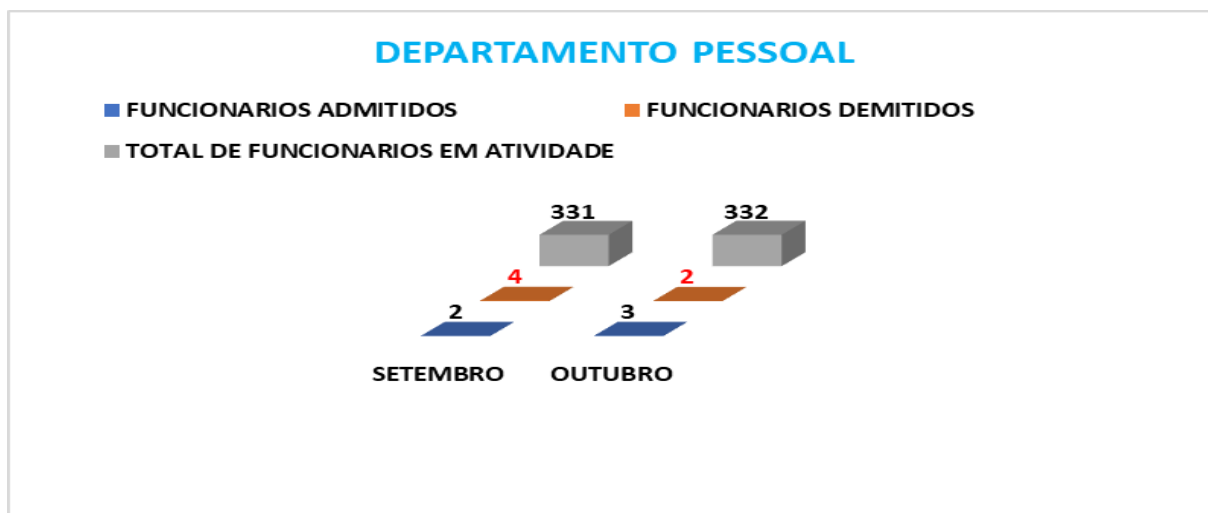 DEPARTAMENTO PESSOAL
FUNCIONARIOS ADMITIDOS
FUNCIONARIOS DEMITIDOS
TOTAL DE FUNCIONARIOS EM ATIVIDADE
331
332
4
2
2
3
SETEMBRO
OUTUBRO